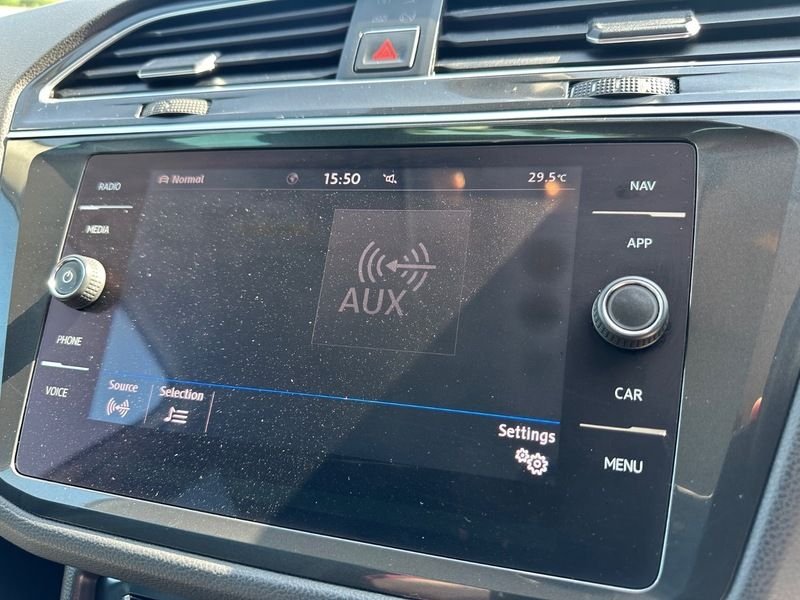 RADIO
MEDIA
PHONE
VOICE
Normal
15:50
29.5°C
AUX
Source
Selection
Settings
NAV
APP
CAR
MENU